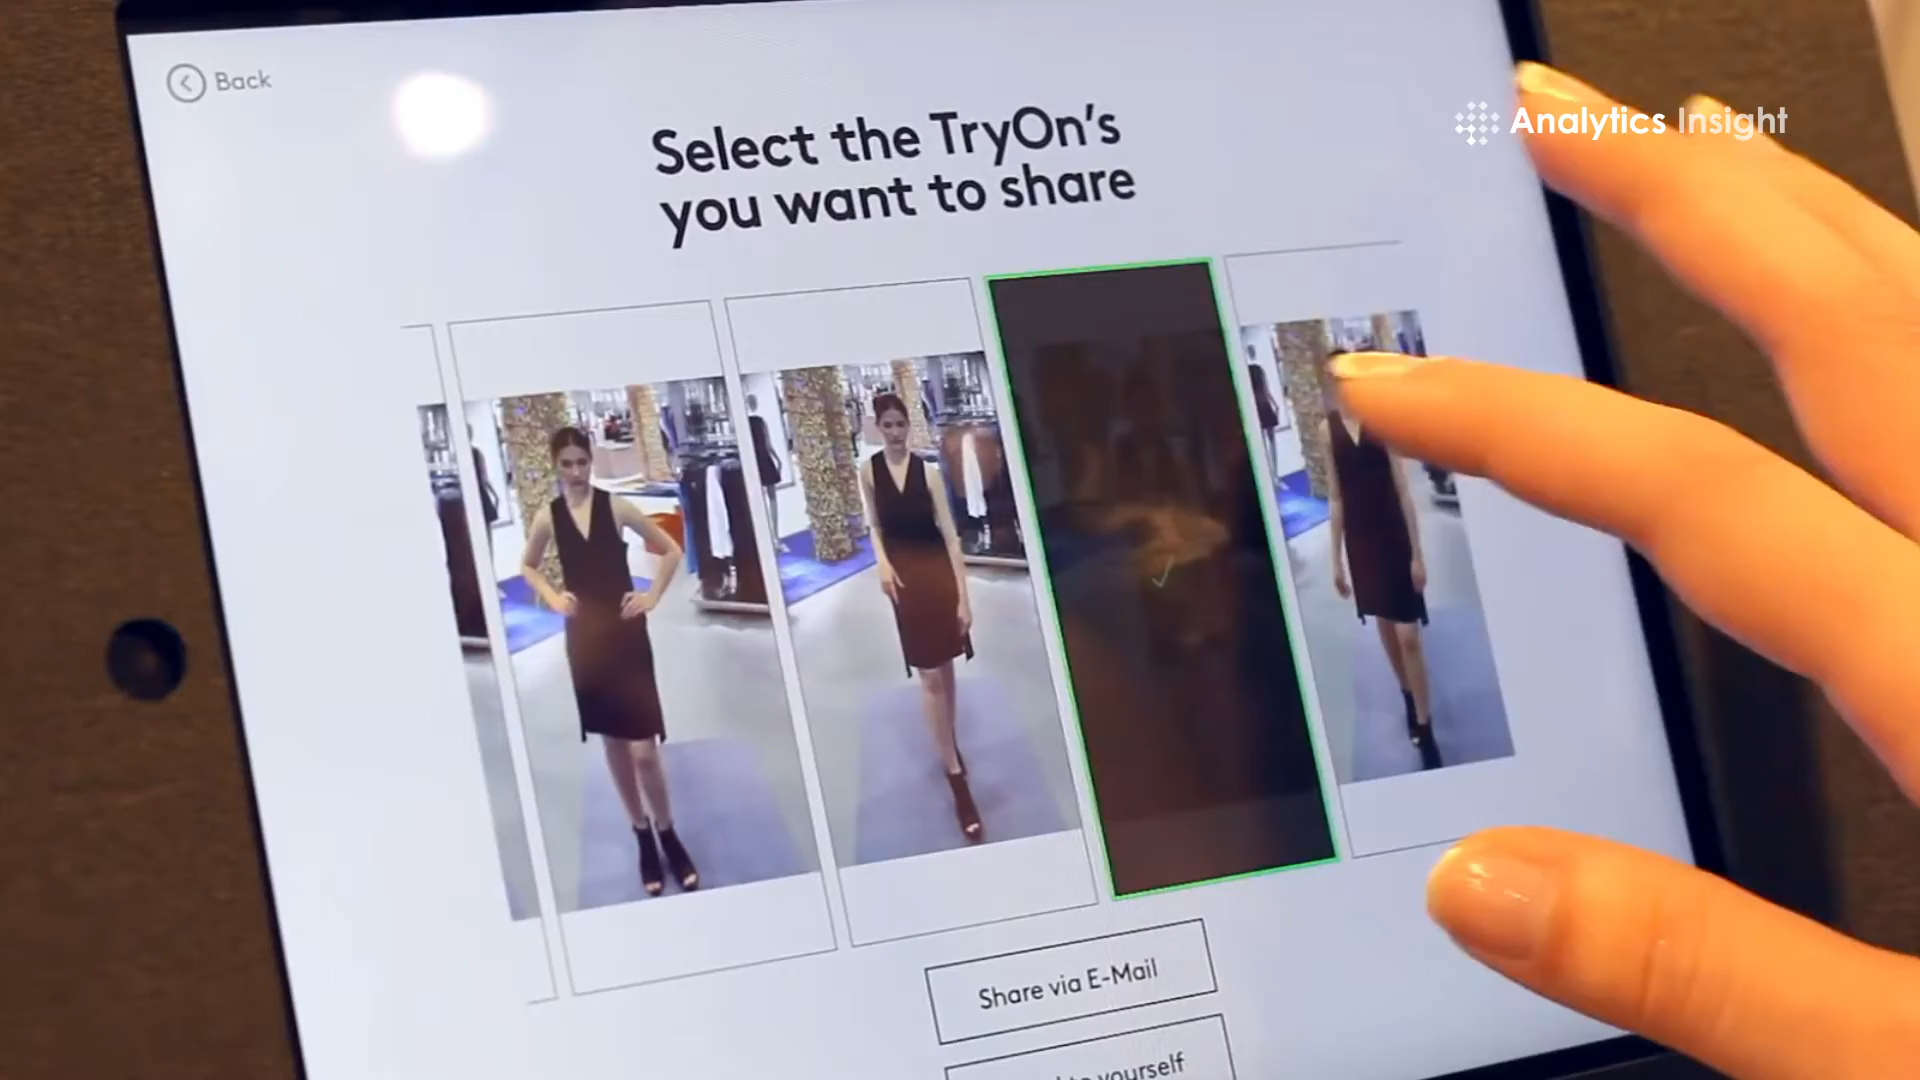 Back
Analytics Insight
Select the TryOn's
you want to share
Share via E-Mail
yourself